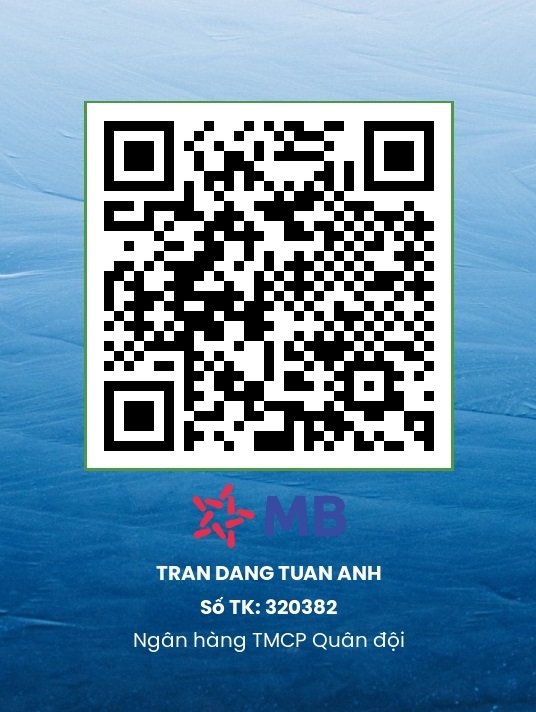 MB
TRAN DANG TUAN ANH
Số TK: 320382
Ngân hàng TMCP Quân đội